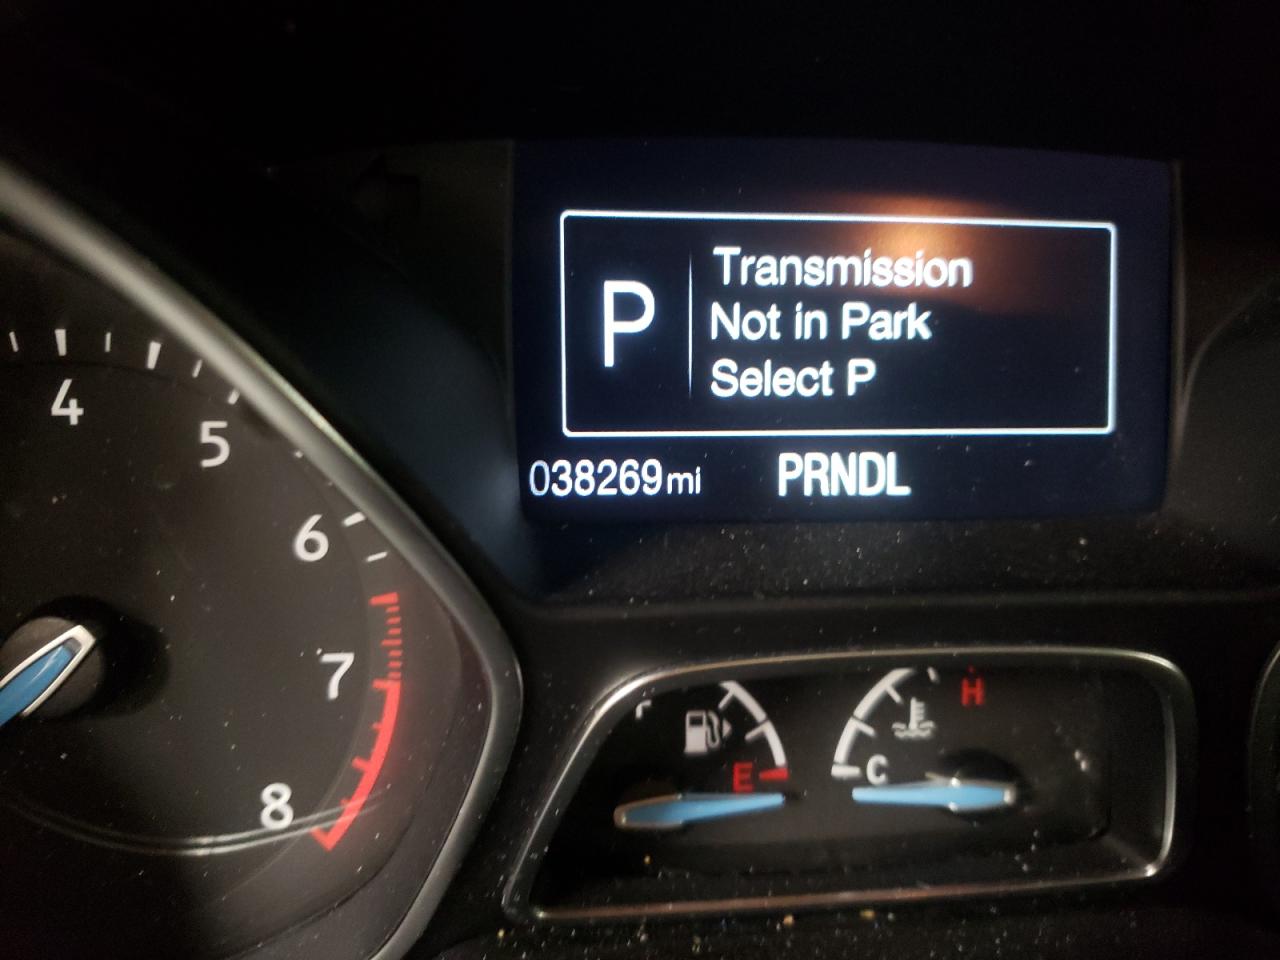 P
Transmission
Not in Park
Select P
038269mi
PRNDL
4
5
6
7
8
E
C
H